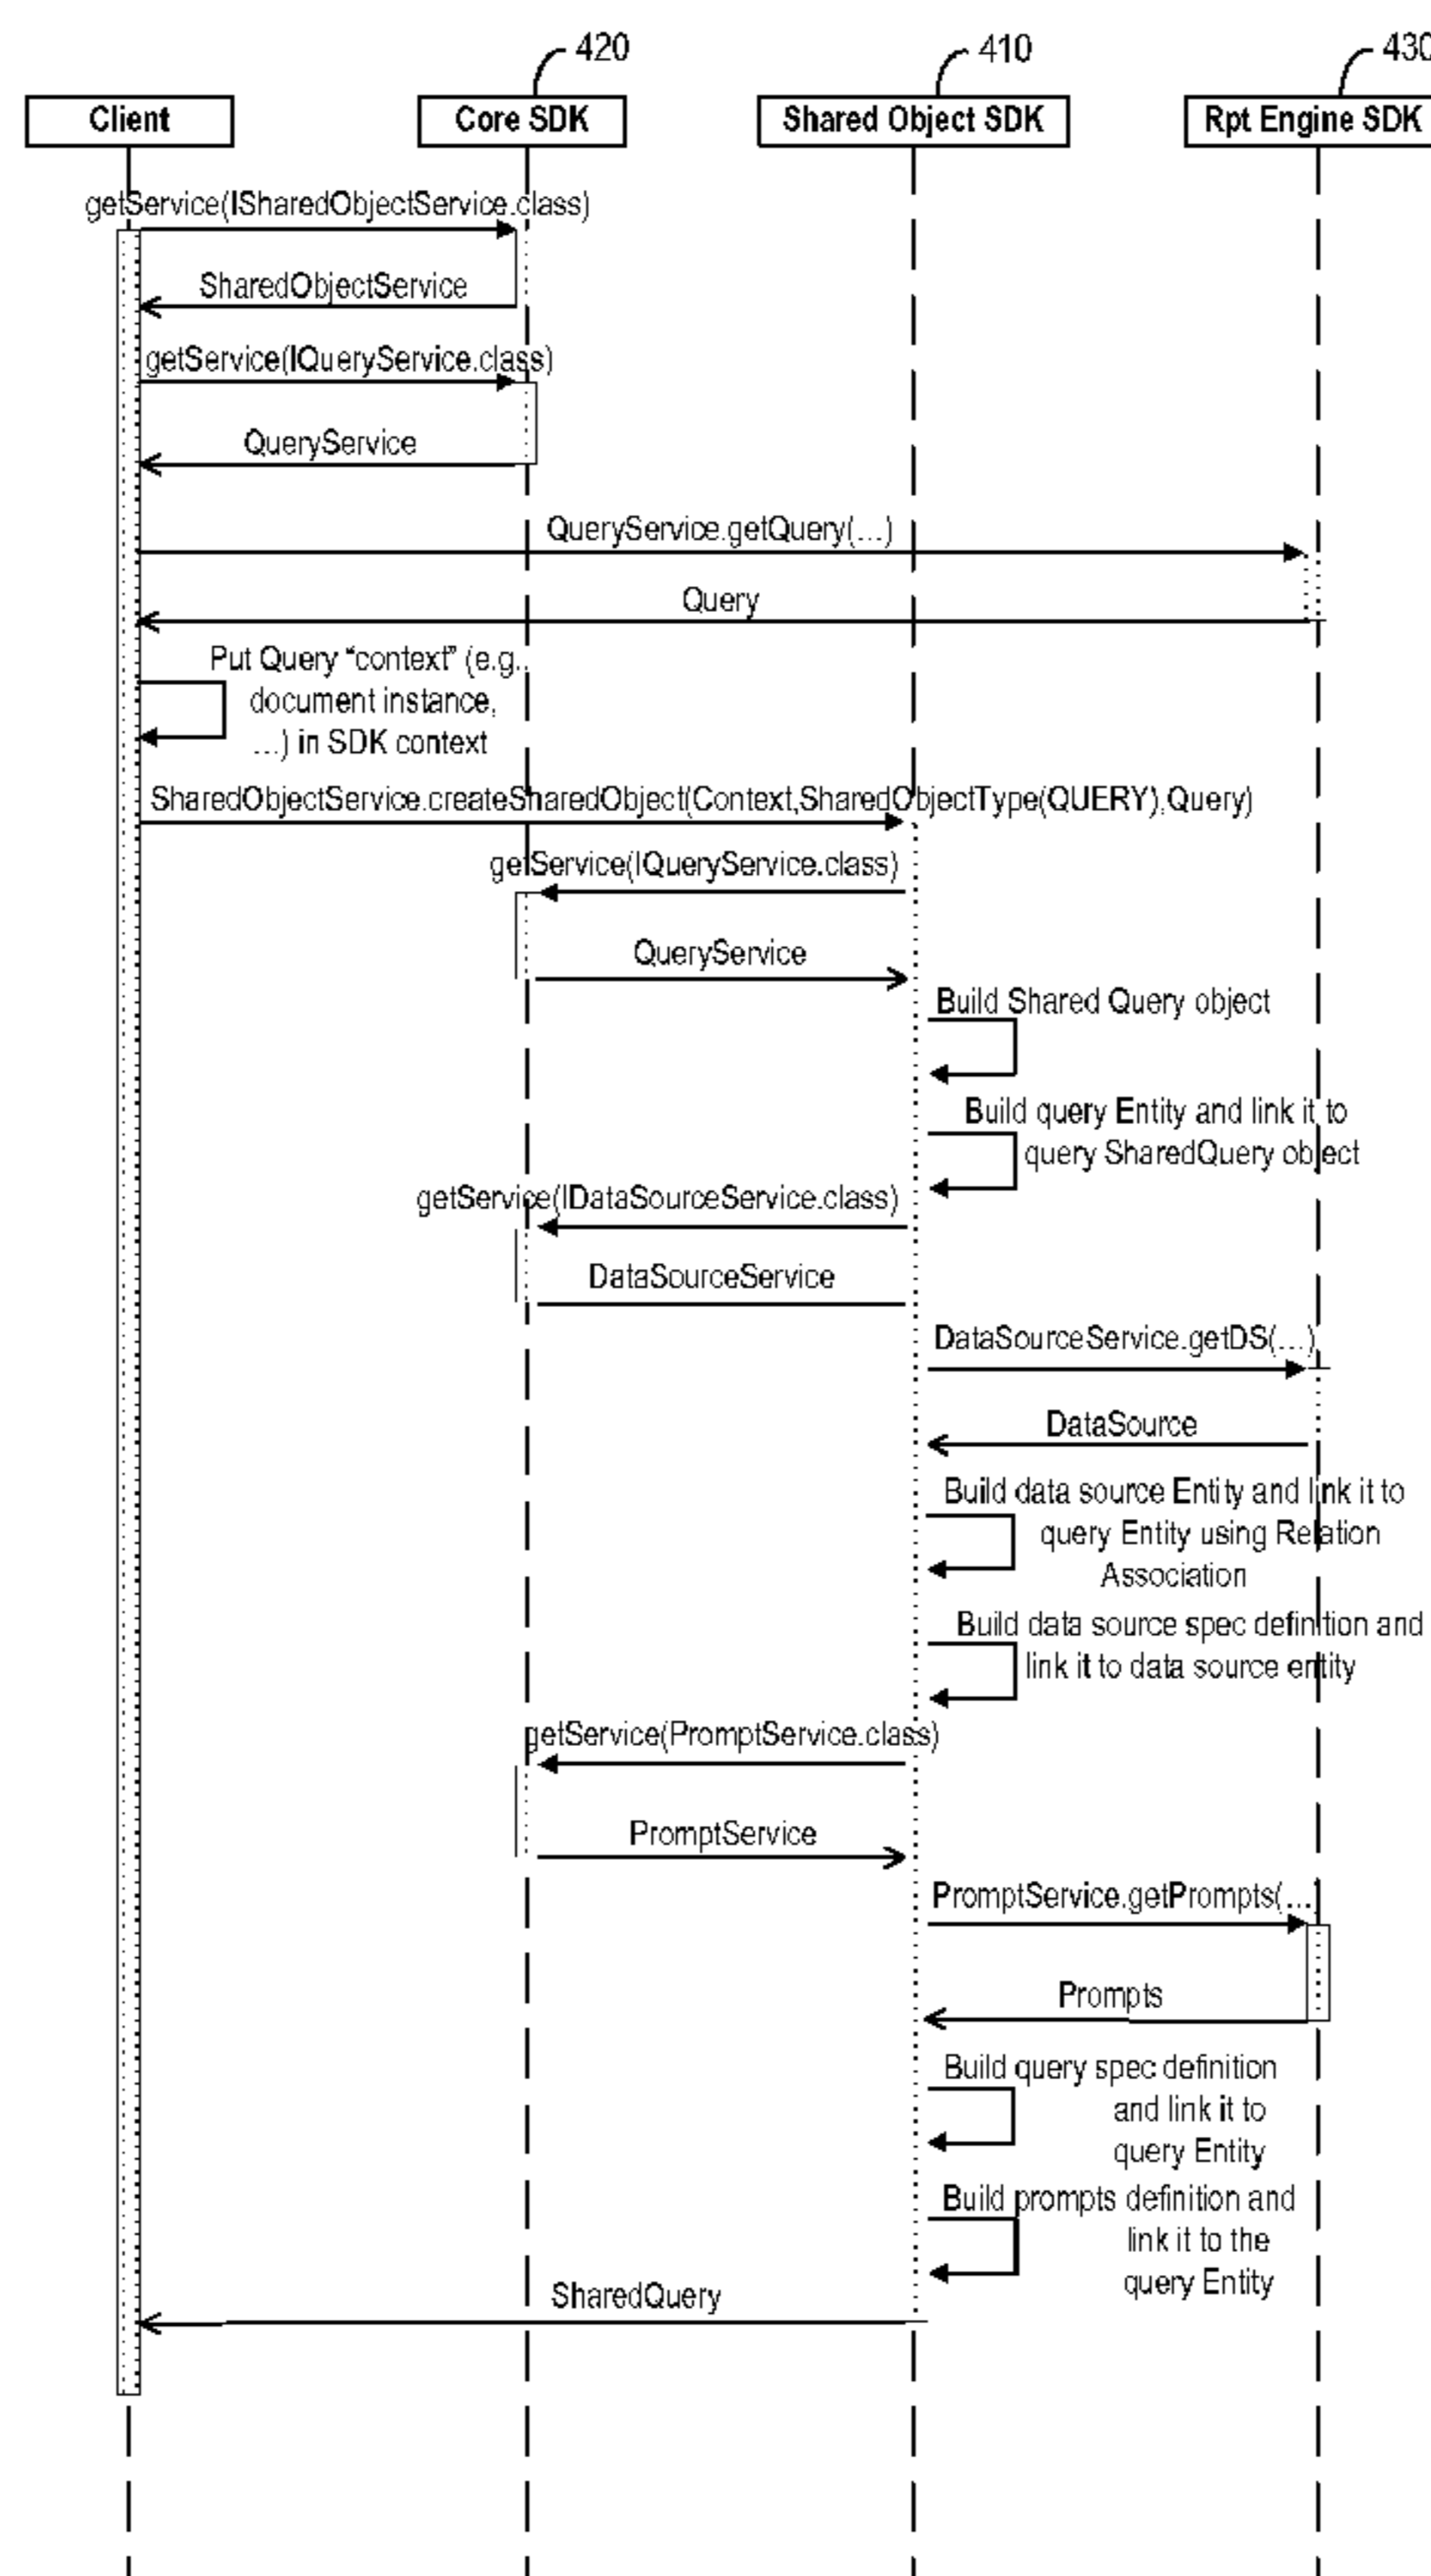 420
410
430
Client
Core SDK
Shared Object SDK
Rpt Engine SDK
getService(ISharedObjectService.class)
SharedObjectService
getService(IQueryService.class)
QueryService
QueryService.getQuery(...)
Query
Put Query “context” (e.g.,
document instance,
...) in SDK context
SharedObjectService.createSharedObject(Context,SharedObjectType(QUERY),Query)
getService(IQueryService.class)
QueryService
Build Shared Query object
Build query Entity and link it to
query SharedQuery object
getService(IDataSourceService.class)
DataSourceService
DataSourceService.getDS(...)
DataSource
Build data source Entity and link it to
query Entity using Relation
Association
Build data source spec definition and
link it to data source entity
getService(PromptService.class)
PromptService
PromptService.getPrompts(...)
Prompts
Build query spec definition
and link it to
query Entity
Build prompts definition and
link it to the
query Entity
SharedQuery